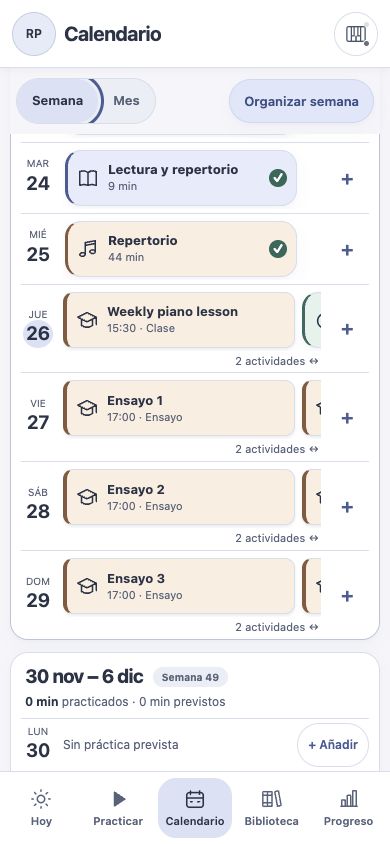 RP
Calendario
Semana
Mes
Organizar semana
MAR
24
Lectura y repertorio
9 min
+
MIÉ
25
Repertorio
44 min
+
JUE
26
Weekly piano lesson
15:30 · Clase
+
2 actividades ↔
VIE
27
Ensayo 1
17:00 · Ensayo
+
2 actividades ↔
SÁB
28
Ensayo 2
17:00 · Ensayo
+
2 actividades ↔
DOM
29
Ensayo 3
17:00 · Ensayo
+
2 actividades ↔
30 nov – 6 dic
Semana 49
0 min practicados · 0 min previstos
LUN
30
Sin práctica prevista
+ Añadir
Hoy
Practicar
Calendario
Biblioteca
Progreso